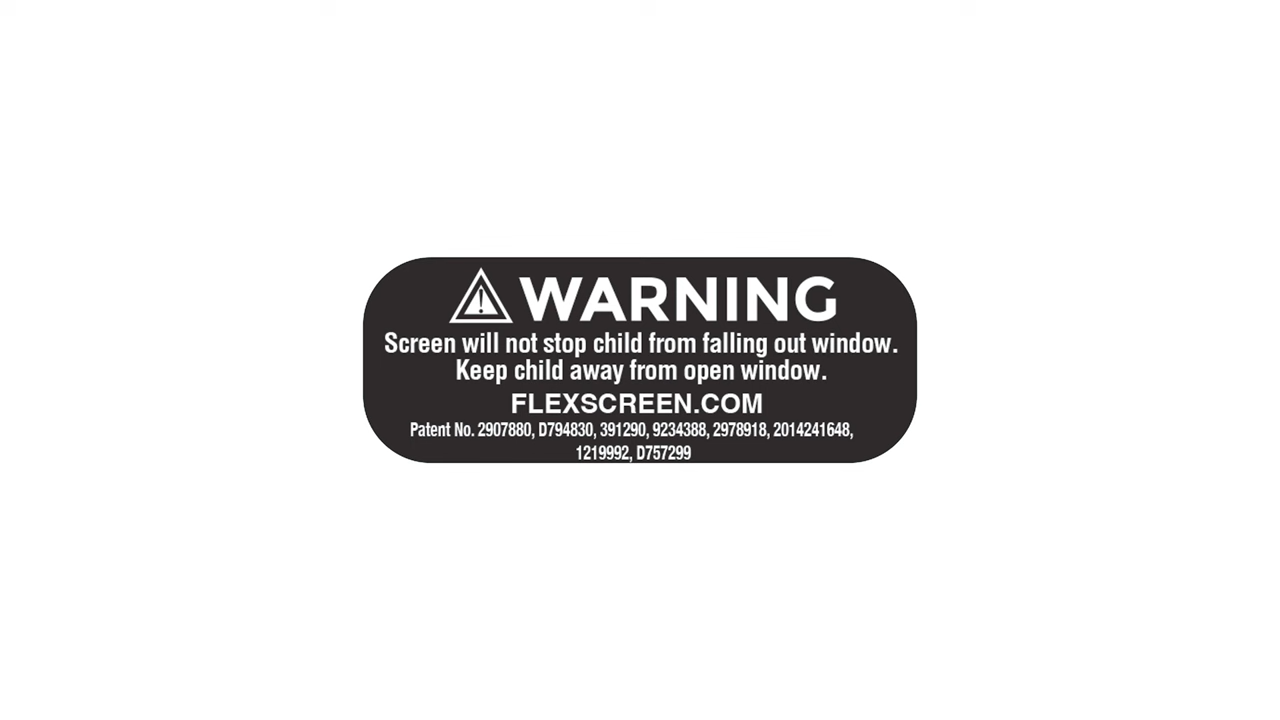 WARNING
Screen will not stop child from falling out window.
Keep child away from open window.
FLEXSCREEN.COM
Patent No. 2907880, D794830, 391290, 9234388, 2978918, 2014241648,
1219992, D757299